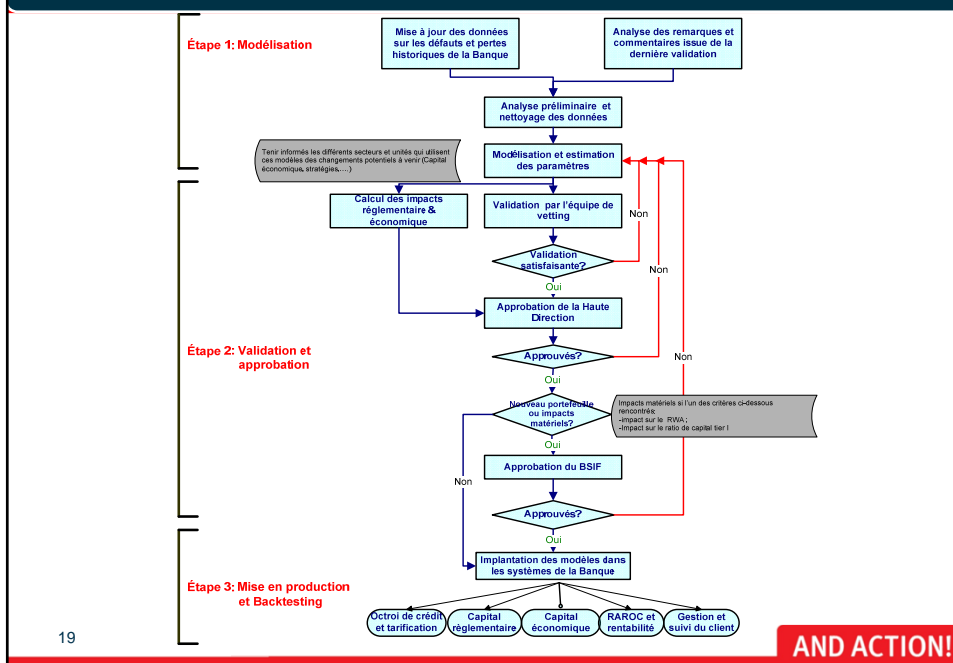 Étape 1: Modélisation
Mise à jour des données
sur les défauts et pertes
historiques de la Banque
Analyse des remarques et
commentaires issue de la
dernière validation
Analyse préliminaire et
nettoyage des données
Tenir informés les différents secteurs et unités qui utilisent
ces modèles des changements potentiels à venir (Capital
économique, stratégies,....)
Modélisation et estimation
des paramètres
Calcul des impacts
réglementaire &
économique
Validation par l'équipe de
vetting
Non
Validation
satisfaisante?
Non
Oui
Approbation de la Haute
Direction
Étape 2: Validation et
approbation
Approuvés?
Non
Oui
Nouveau portefeuille
ou impacts
matériels?
Impacts matériels si l'un des critères ci-dessous
rencontrés:
-impact sur le RWA ;
-Impact sur le ratio de capital tier I
Oui
Approbation du BSIF
Non
Approuvés?
Oui
Implantation des modèles dans
les systèmes de la Banque
Étape 3: Mise en production
et Backtesting
Octroi de crédit
et tarification
Capital
réglementaire
Capital
économique
RAROC et
rentabilité
Gestion et
suivi du client
19
AND ACTION!